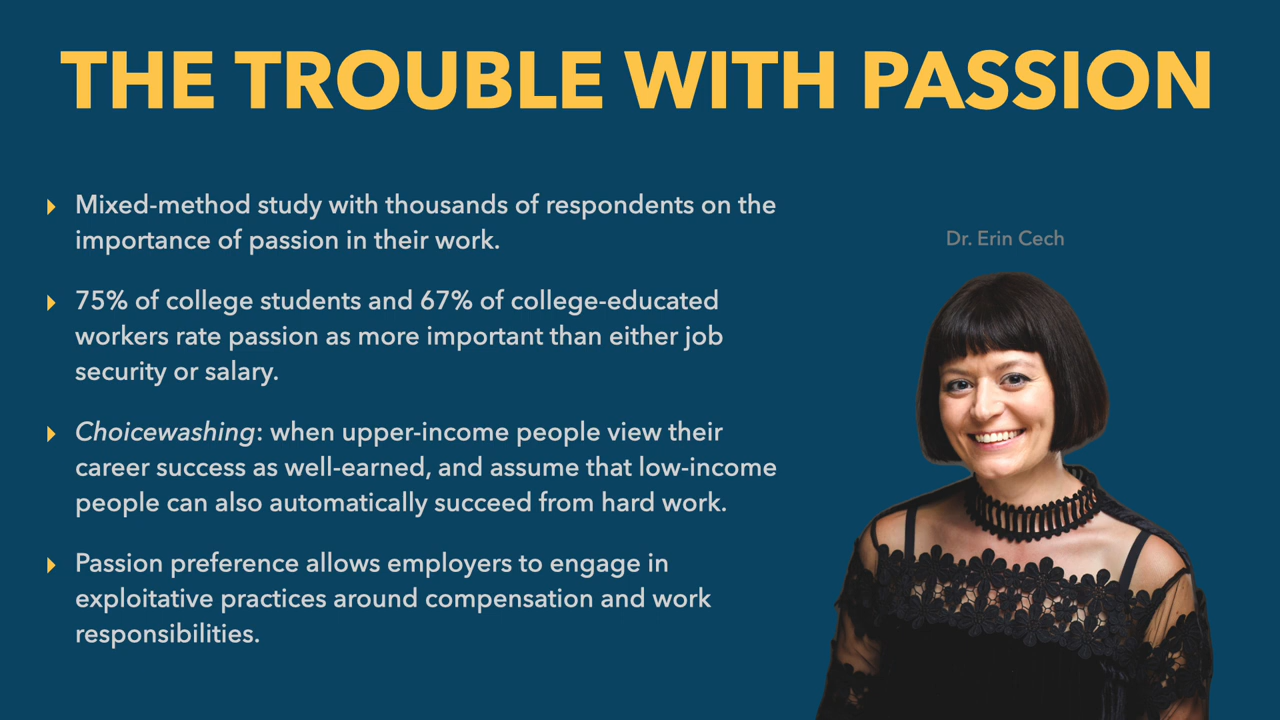 THE TROUBLE WITH PASSION
Mixed-method study with thousands of respondents on the
importance of passion in their work.
75% of college students and 67% of college-educated
workers rate passion as more important than either job
security or salary.
Choicewashing: when upper-income people view their
career success as well-earned, and assume that low-income
people can also automatically succeed from hard work.
Passion preference allows employers to engage in
exploitative practices around compensation and work
responsibilities.
Dr. Erin Cech